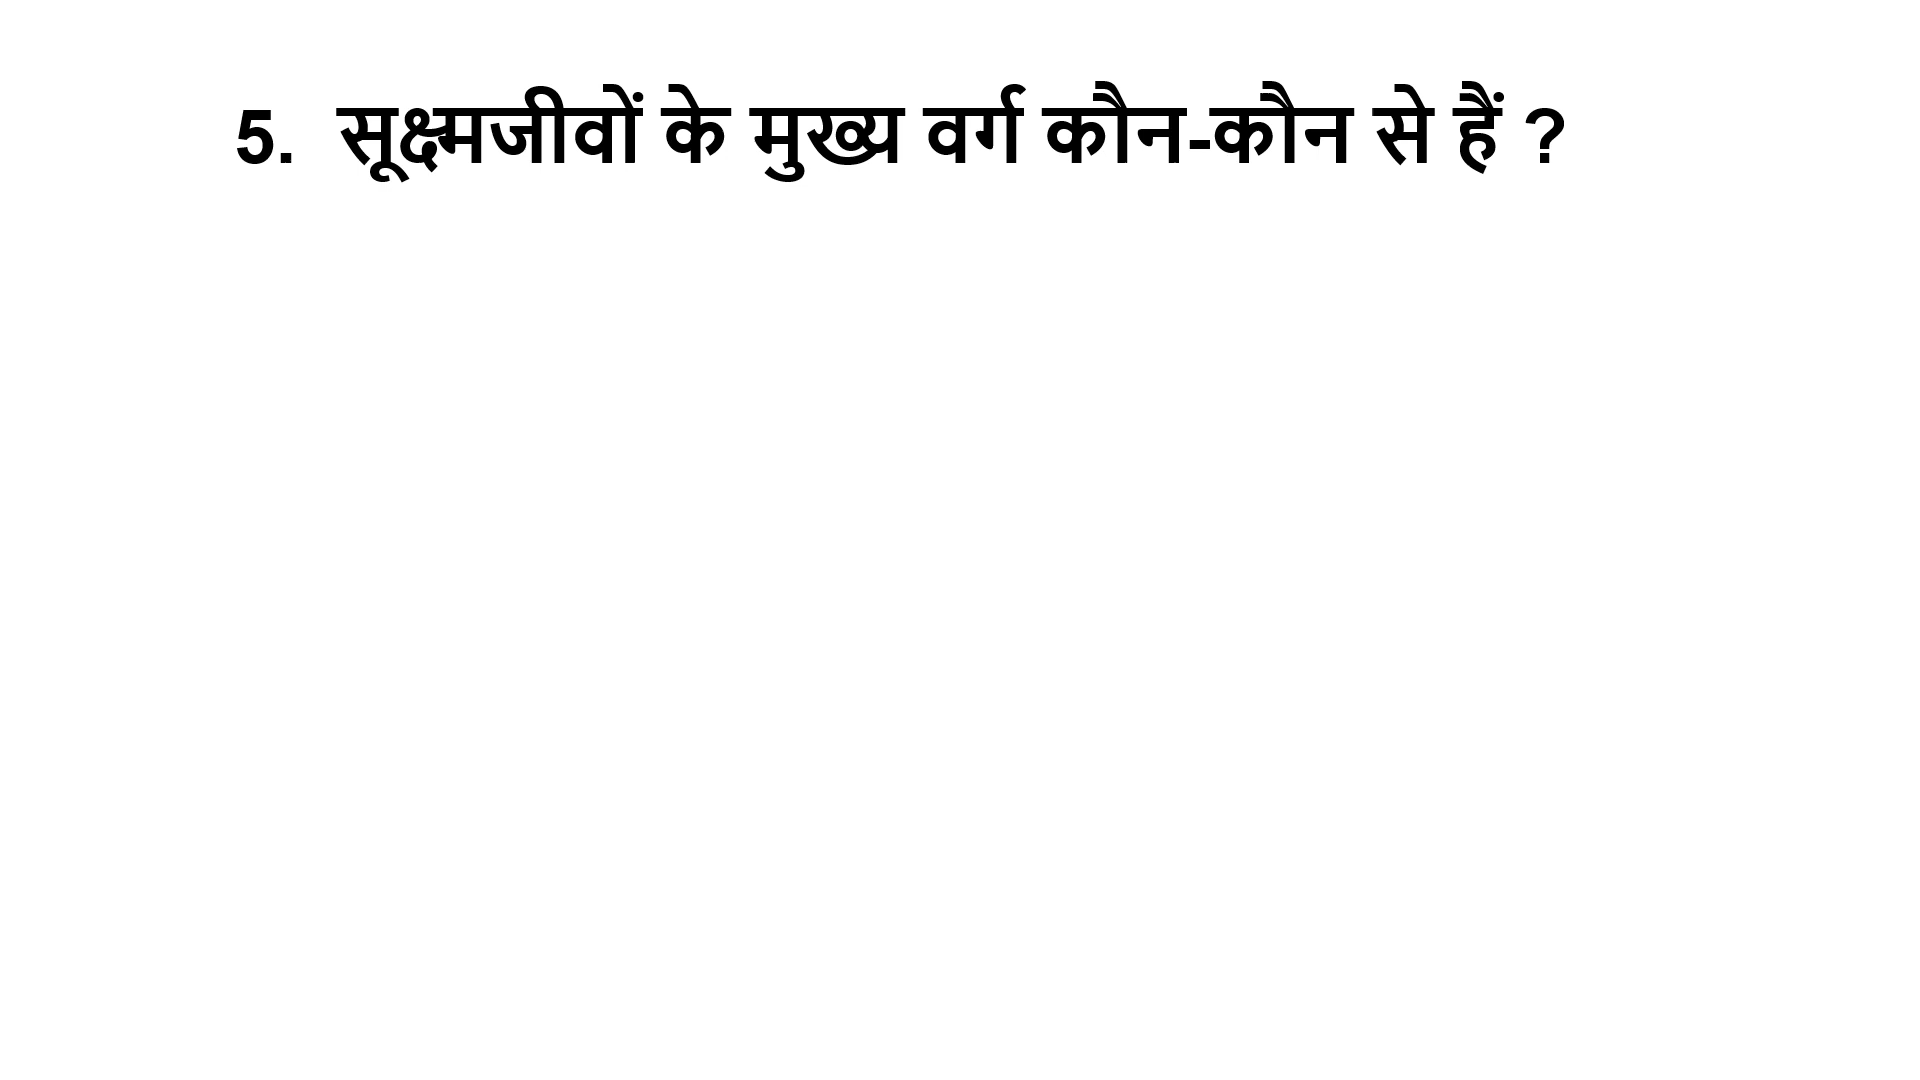 5. सूक्ष्मजीवों के मुख्य वर्ग कौन-कौन से हैं ?